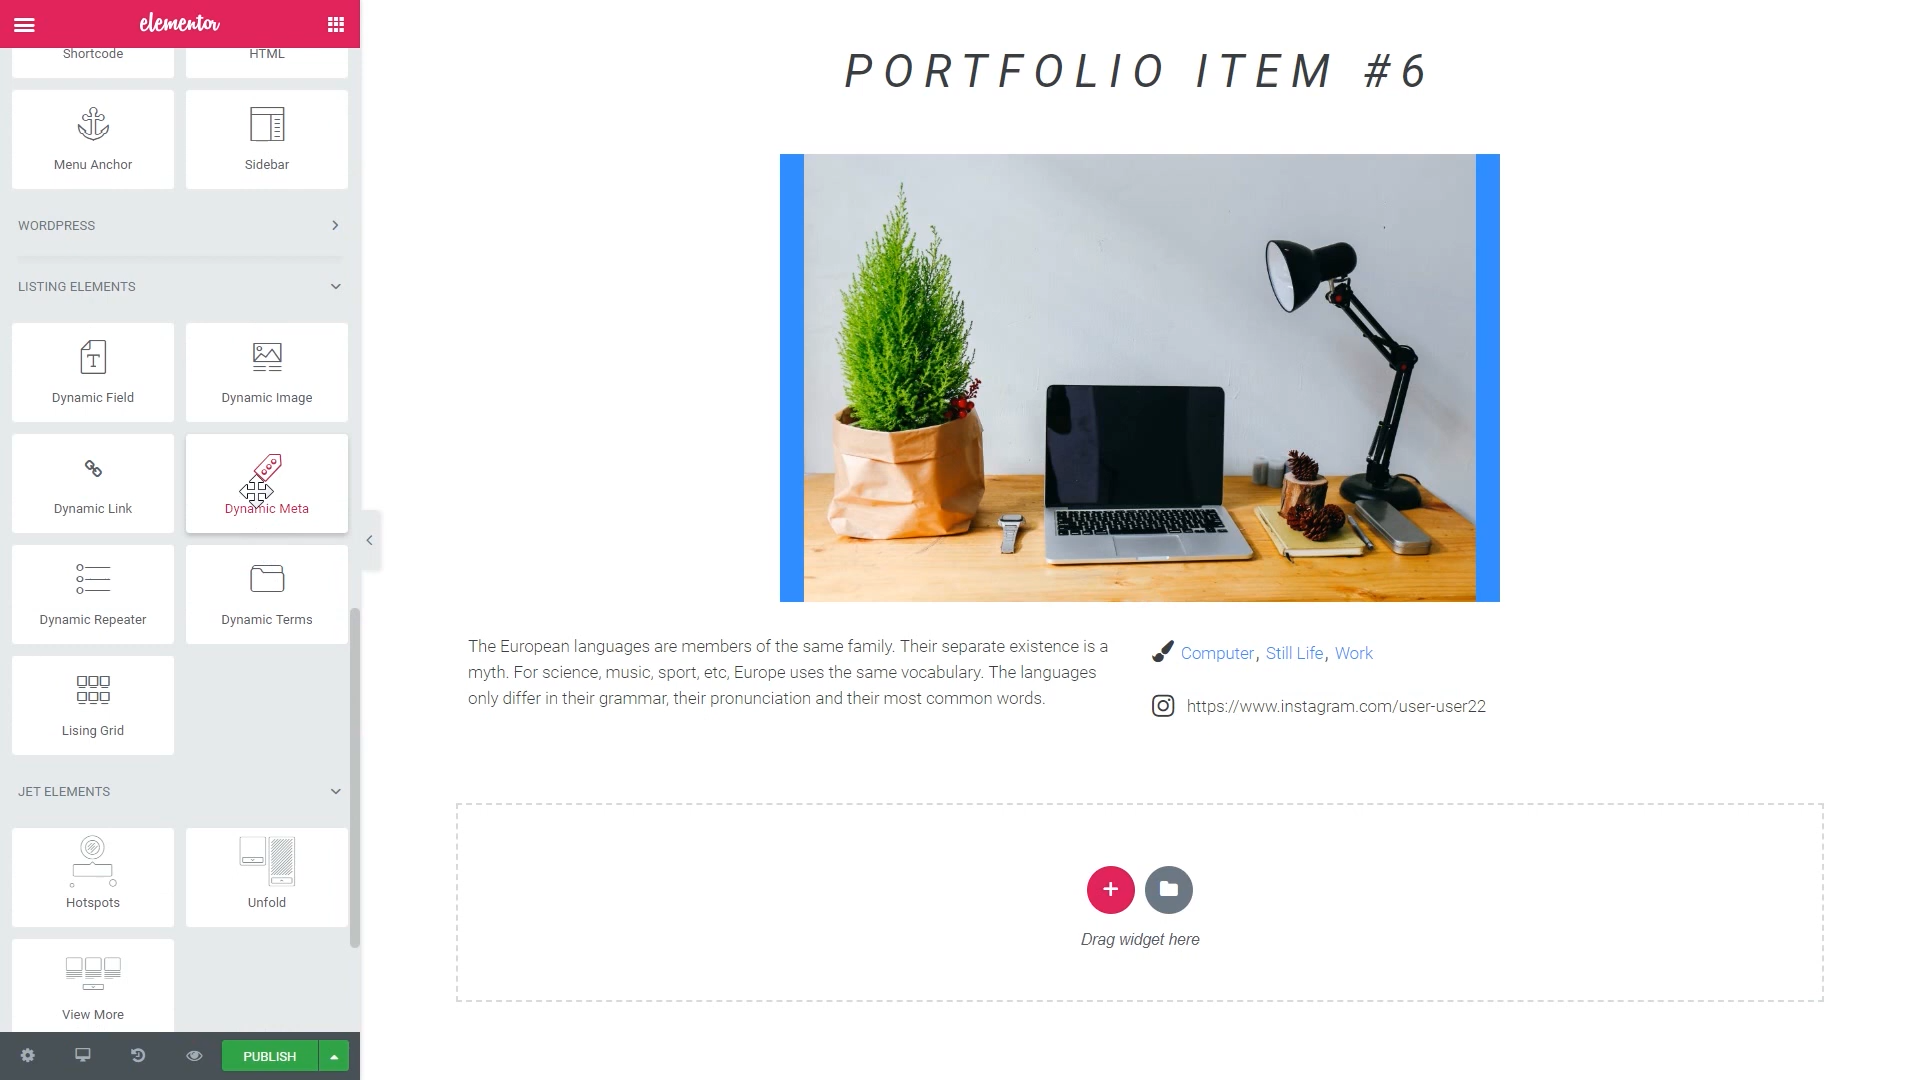 elementor
Shortcode
HTML
Menu Anchor
Sidebar
WORDPRESS
LISTING ELEMENTS
Dynamic Field
Dynamic Image
Dynamic Link
Dynamic Meta
Dynamic Repeater
Dynamic Terms
Lising Grid
JET ELEMENTS
Hotspots
Unfold
View More
PUBLISH
PORTFOLIO ITEM #6
The European languages are members of the same family. Their separate existence is a
myth. For science, music, sport, etc, Europe uses the same vocabulary. The languages
only differ in their grammar, their pronunciation and their most common words.
Computer, Still Life, Work
https://www.instagram.com/user-user22
Drag widget here